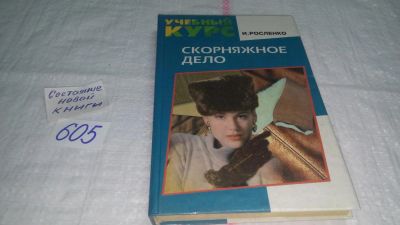 Состояние
новой
книги
605
УЧЕБНЫЙ
КУРС
И.РОСЛЕНКО
СКОРНЯЖНОЕ
ДЕЛО